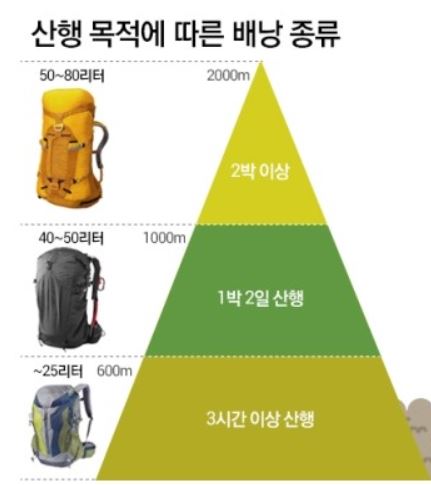 산행 목적에 따른 배낭 종류
50~80리터
2000m
2박 이상
40~50리터
1000m
1박 2일 산행
~25리터
600m
3시간 이상 산행